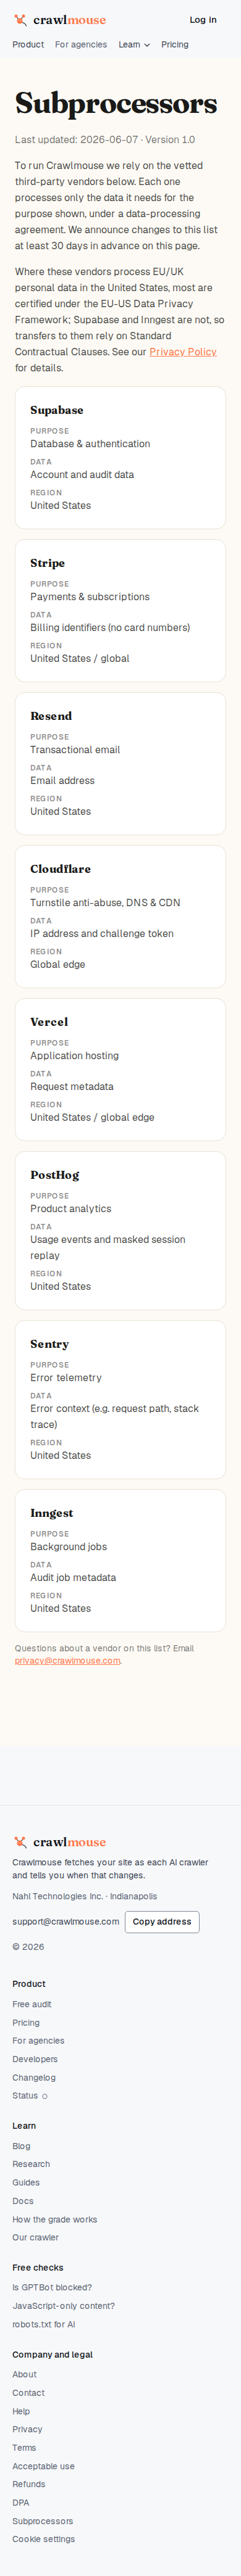 crawlmouse
Log in
Product
For agencies
Learn
Pricing
Subprocessors
Last updated: 2026-06-07 · Version 1.0
To run Crawlmouse we rely on the vetted
third-party vendors below. Each one
processes only the data it needs for the
purpose shown, under a data-processing
agreement. We announce changes to this list
at least 30 days in advance on this page.
Where these vendors process EU/UK
personal data in the United States, most are
certified under the EU-US Data Privacy
Framework; Supabase and Inngest are not, so
transfers to them rely on Standard
Contractual Clauses. See our Privacy Policy
for details.
Supabase
PURPOSE
Database & authentication
DATA
Account and audit data
REGION
United States
Stripe
PURPOSE
Payments & subscriptions
DATA
Billing identifiers (no card numbers)
REGION
United States / global
Resend
PURPOSE
Transactional email
DATA
Email address
REGION
United States
Cloudflare
PURPOSE
Turnstile anti-abuse, DNS & CDN
DATA
IP address and challenge token
REGION
Global edge
Vercel
PURPOSE
Application hosting
DATA
Request metadata
REGION
United States / global edge
PostHog
PURPOSE
Product analytics
DATA
Usage events and masked session
replay
REGION
United States
Sentry
PURPOSE
Error telemetry
DATA
Error context (e.g. request path, stack
trace)
REGION
United States
Inngest
PURPOSE
Background jobs
DATA
Audit job metadata
REGION
United States
Questions about a vendor on this list? Email
privacy@crawlmouse.com.
crawlmouse
Crawlmouse fetches your site as each AI crawler
and tells you when that changes.
Nahl Technologies Inc. · Indianapolis
support@crawlmouse.com
Copy address
© 2026
Product
Free audit
Pricing
For agencies
Developers
Changelog
Status
Learn
Blog
Research
Guides
Docs
How the grade works
Our crawler
Free checks
Is GPTBot blocked?
JavaScript-only content?
robots.txt for AI
Company and legal
About
Contact
Help
Privacy
Terms
Acceptable use
Refunds
DPA
Subprocessors
Cookie settings